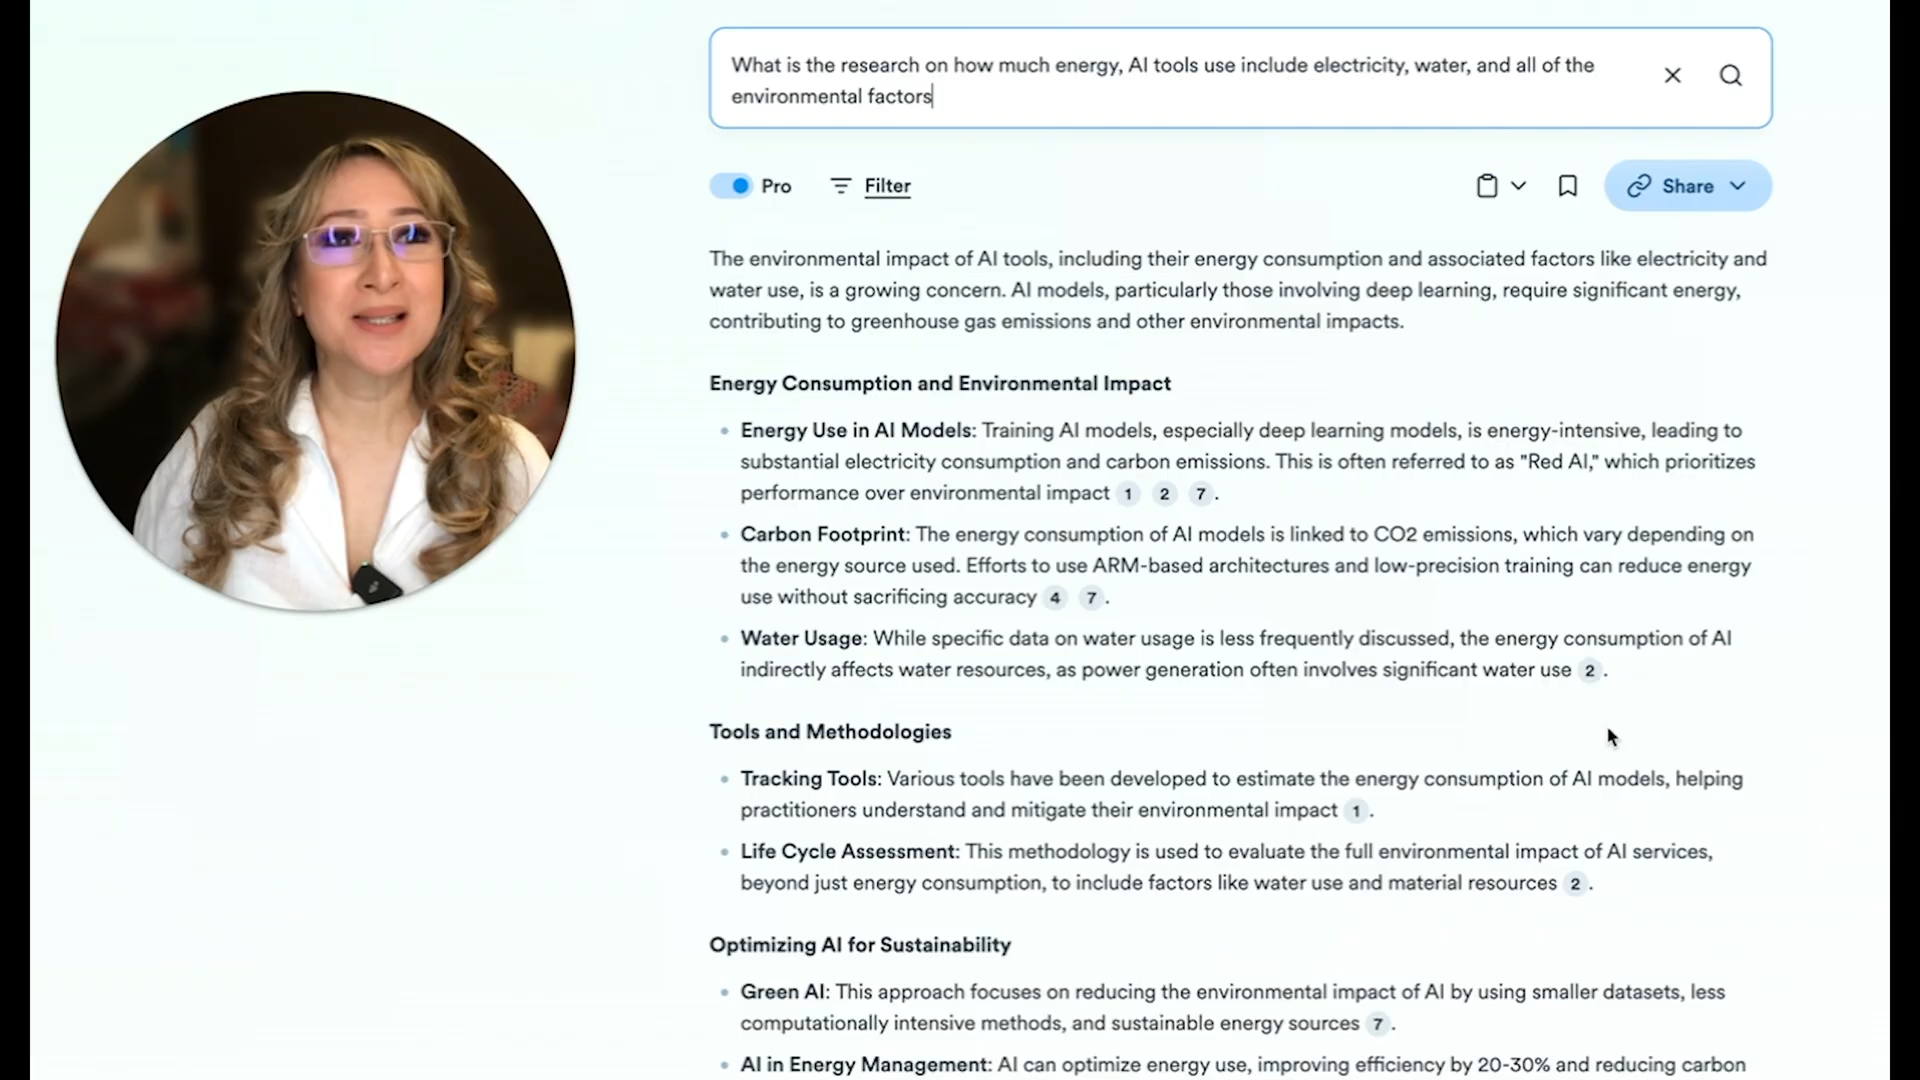 What is the research on how much energy, AI tools use include electricity, water, and all of the
environmental factors
Pro
Filter
Share
The environmental impact of AI tools, including their energy consumption and associated factors like electricity and
water use, is a growing concern. AI models, particularly those involving deep learning, require significant energy,
contributing to greenhouse gas emissions and other environmental impacts.
Energy Consumption and Environmental Impact
Energy Use in AI Models: Training AI models, especially deep learning models, is energy-intensive, leading to
substantial electricity consumption and carbon emissions. This is often referred to as "Red AI," which prioritizes
performance over environmental impact 1 2 7 .
Carbon Footprint: The energy consumption of AI models is linked to CO2 emissions, which vary depending on
the energy source used. Efforts to use ARM-based architectures and low-precision training can reduce energy
use without sacrificing accuracy 4 7 .
Water Usage: While specific data on water usage is less frequently discussed, the energy consumption of AI
indirectly affects water resources, as power generation often involves significant water use 2 .
Tools and Methodologies
Tracking Tools: Various tools have been developed to estimate the energy consumption of AI models, helping
practitioners understand and mitigate their environmental impact 1 .
Life Cycle Assessment: This methodology is used to evaluate the full environmental impact of AI services,
beyond just energy consumption, to include factors like water use and material resources 2 .
Optimizing AI for Sustainability
Green AI: This approach focuses on reducing the environmental impact of AI by using smaller datasets, less
computationally intensive methods, and sustainable energy sources 7 .
AI in Energy Management: AI can optimize energy use, improving efficiency by 20-30% and reducing carbon